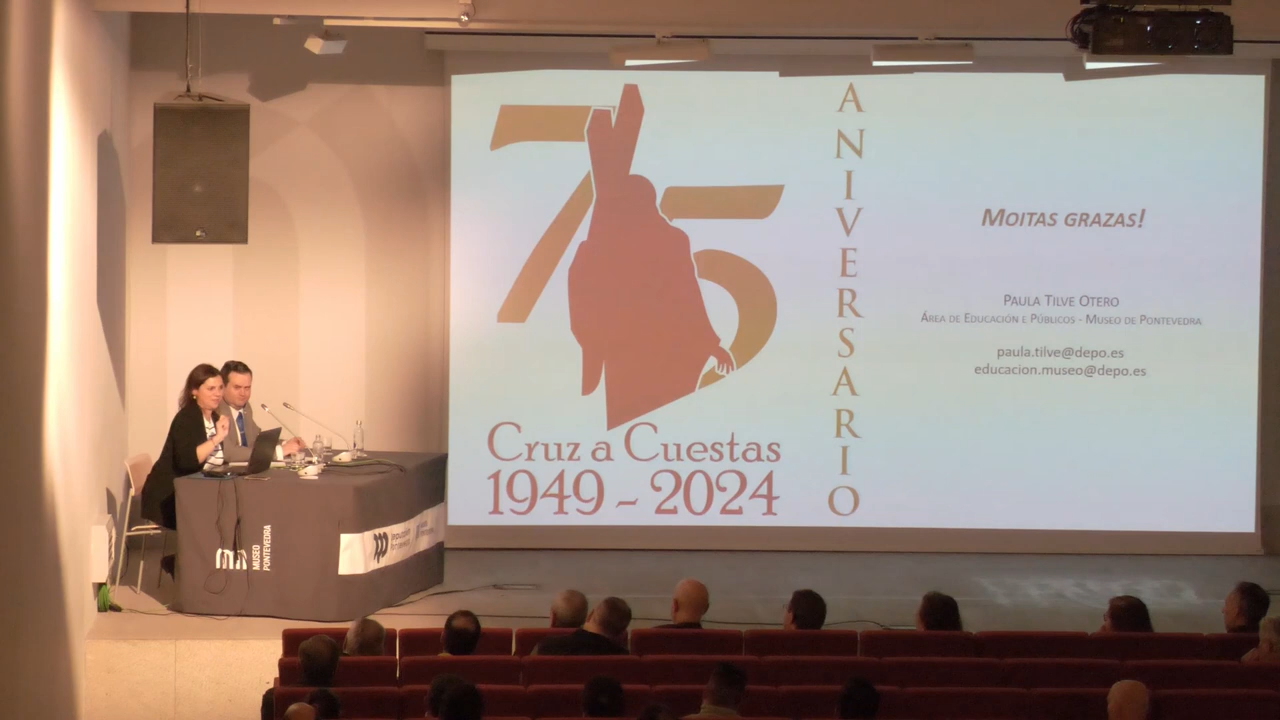 75
ANIVERSARIO
Cruz a Cuestas
1949 - 2024
MOITAS GRAZAS!
PAULA TILVE OTERO
ÁREA DE EDUCACIÓN E PÚBLICOS - MUSEO DE PONTEVEDRA
paula.tilve@depo.es
educacion.museo@depo.es
MUSEO
PONTEVEDRA